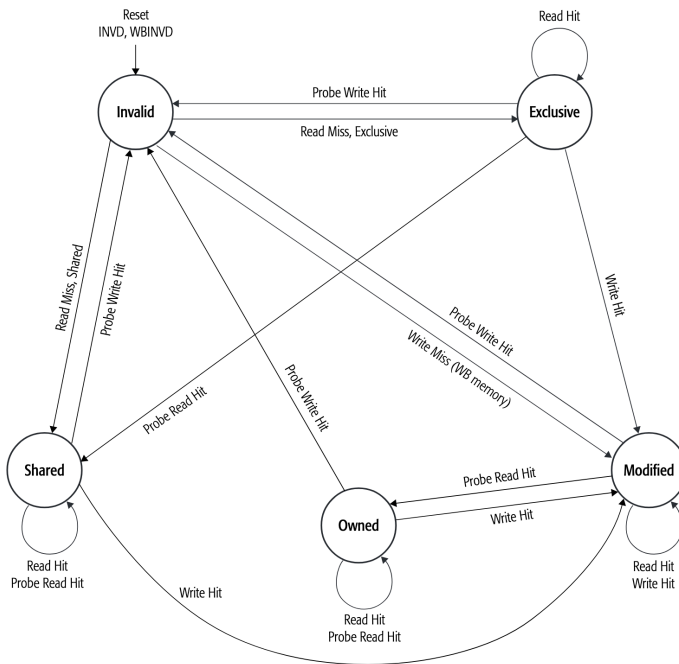 Reset
INVD, WBINVD
Read Hit
Invalid
Exclusive
Probe Write Hit
Read Miss, Exclusive
Read Miss, Shared
Probe Write Hit
Probe Read Hit
Probe Write Hit
Probe Write Hit
Write Miss (WB memory)
Write Hit
Shared
Owned
Modified
Probe Read Hit
Write Hit
Read Hit
Probe Read Hit
Write Hit
Read Hit
Probe Read Hit
Read Hit
Write Hit